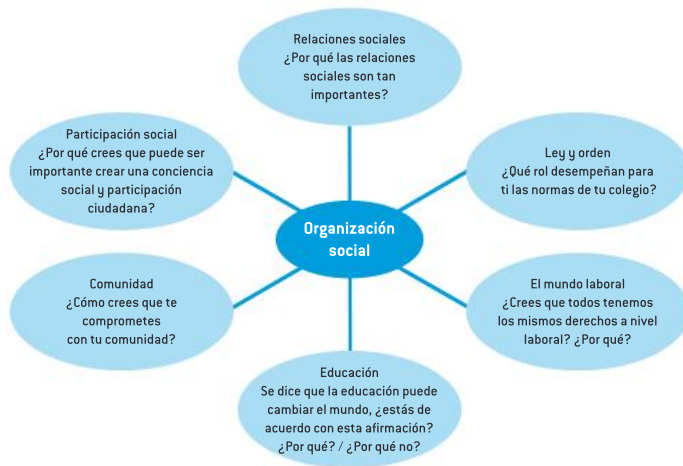 Relaciones sociales
¿Por qué las relaciones
sociales son tan
importantes?
Participación social
¿Por qué crees que puede ser
importante crear una conciencia
social y participación
ciudadana?
Ley y orden
¿Qué rol desempeñan para
ti las normas de tu colegio?
Organización
social
Comunidad
¿Cómo crees que te
comprometes
con tu comunidad?
El mundo laboral
¿Crees que todos tenemos
los mismos derechos a nivel
laboral? ¿Por qué?
Educación
Se dice que la educación puede
cambiar el mundo, ¿estás de
acuerdo con esta afirmación?
¿Por qué? / ¿Por qué no?